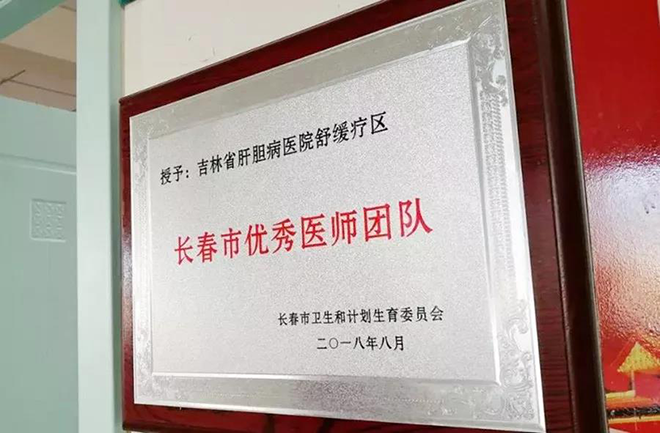 授予：吉林省肝胆病医院舒缓疗区
长春市优秀医师团队
长春市卫生和计划生育委员会
二〇一八年八月